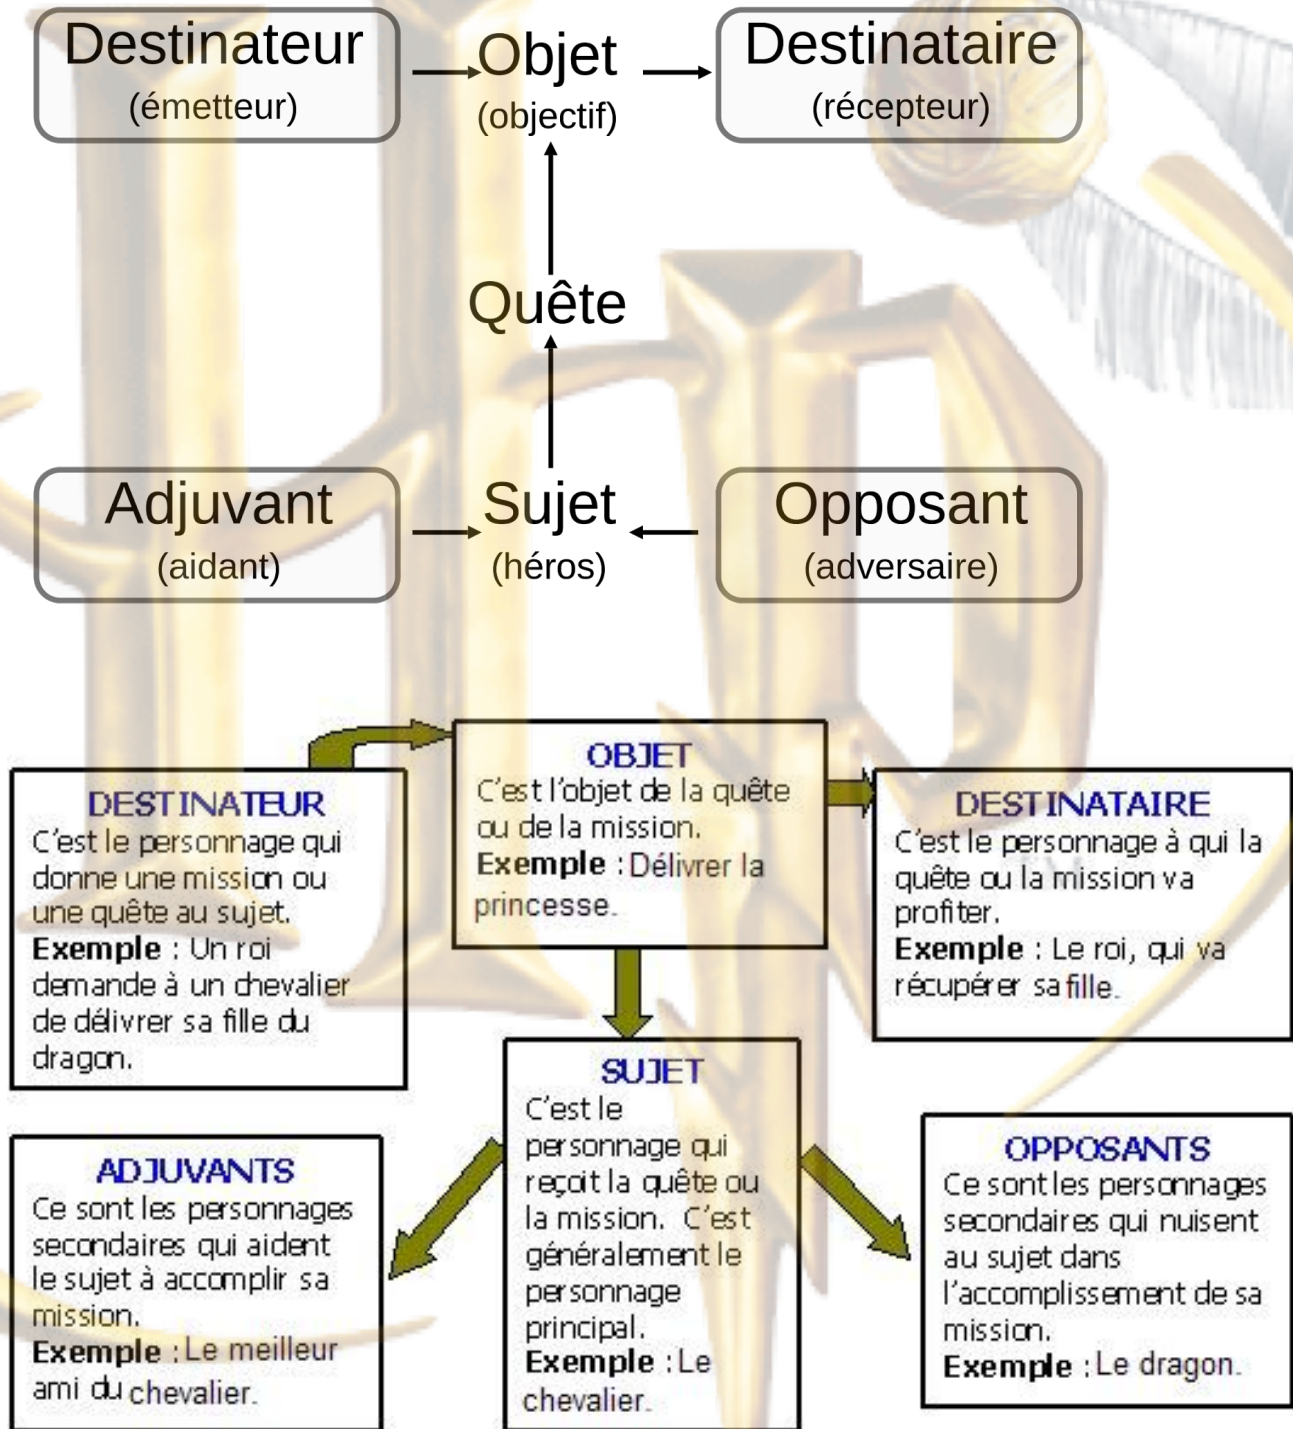 Destinateur
(émetteur)
Objet
(objectif)
Destinataire
(récepteur)
Quête
Adjuvant
(aidant)
Sujet
(héros)
Opposant
(adversaire)
DESTINATEUR
C'est le personnage qui
donne une mission ou
une quête au sujet.
Exemple : Un roi
demande à un chevalier
de délivrer sa fille du
dragon.
OBJET
C'est l'objet de la quête
ou de la mission.
Exemple : Délivrer la
princesse.
DESTINATAIRE
C'est le personnage à qui la
quête ou la mission va
profiter.
Exemple : Le roi, qui va
récupérer sa fille.
ADJUVANTS
Ce sont les personnages
secondaires qui aident
le sujet à accomplir sa
mission.
Exemple : Le meilleur
ami du chevalier.
SUJET
C'est le
personnage qui
reçoit la quête ou
la mission. C'est
généralement le
personnage
principal.
Exemple : Le
chevalier.
OPPOSANTS
Ce sont les personnages
secondaires qui nuisent
au sujet dans
l'accomplissement de sa
mission.
Exemple : Le dragon.